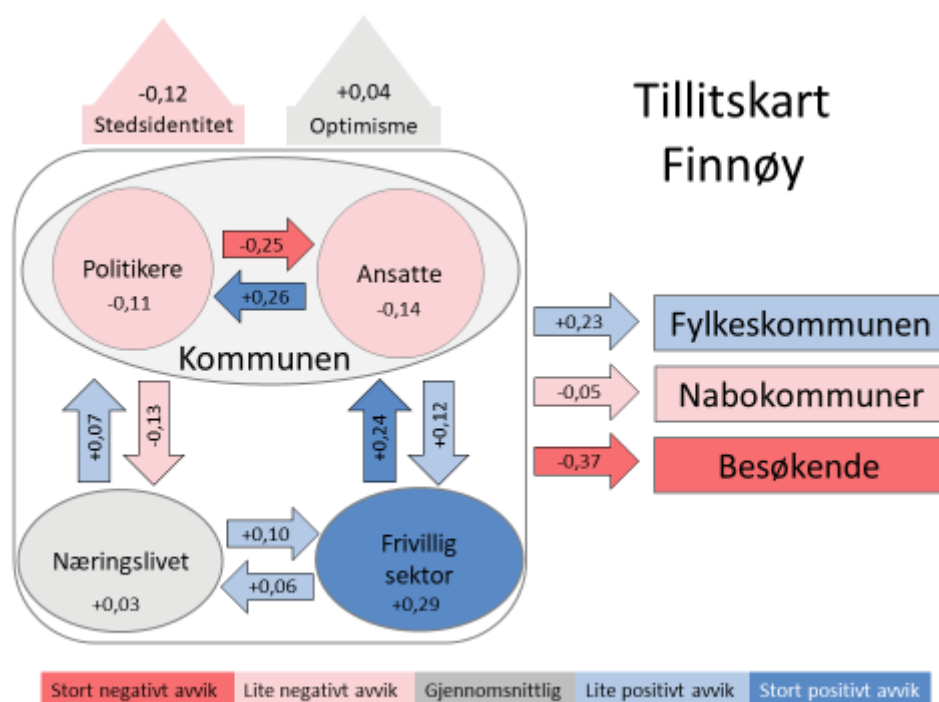 Tillitskart
Finnøy
-0,12
Stedsidentitet
+0,04
Optimisme
Politikere
-0,11
-0,25
+0,26
Ansatte
-0,14
Kommunen
+0,23
Fylkeskommunen
-0,05
Nabokommuner
-0,37
Besøkende
+0,07
-0,13
+0,24
+0,12
Næringslivet
+0,03
+0,10
+0,06
Frivillig
sektor
+0,29
Stort negativt avvik Lite negativt avvik Gjennomsnittlig Lite positivt avvik Stort positivt avvik